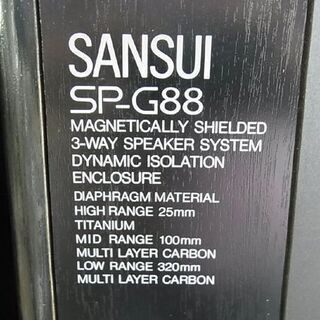 SANSUI
SP-G88
MAGNETICALLY SHIELDED
3-WAY SPEAKER SYSTEM
DYNAMIC ISOLATION
ENCLOSURE
DIAPHRAGM MATERIAL
HIGH RANGE 25mm
TITANIUM
MID RANGE 100mm
MULTI LAYER CARBON
LOW RANGE 320mm
MULTI LAYER CARBON